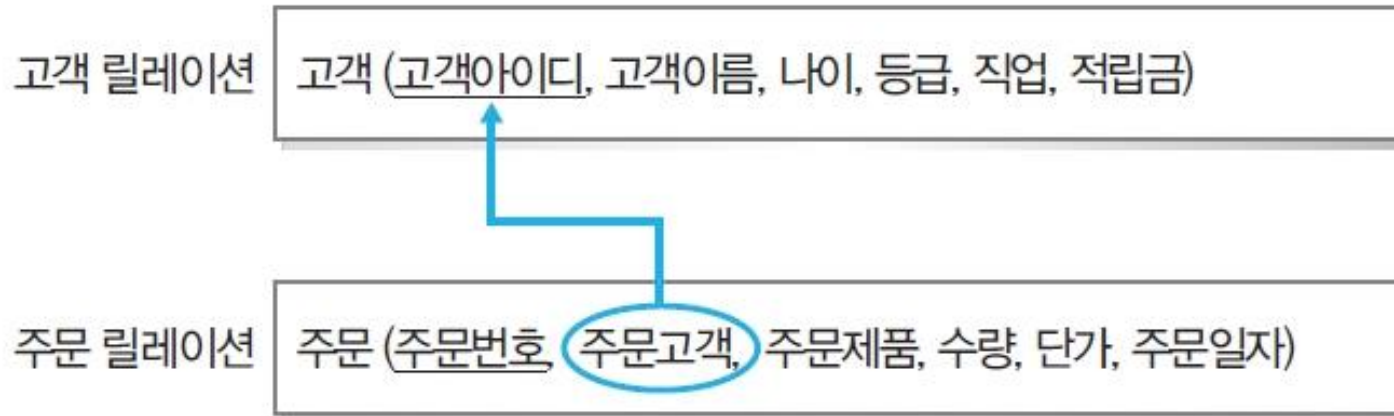 고객 릴레이션 고객 (고객아이디, 고객이름, 나이, 등급, 직업, 적립금)
주문 릴레이션 주문 (주문번호, 주문고객, 주문제품, 수량, 단가, 주문일자)